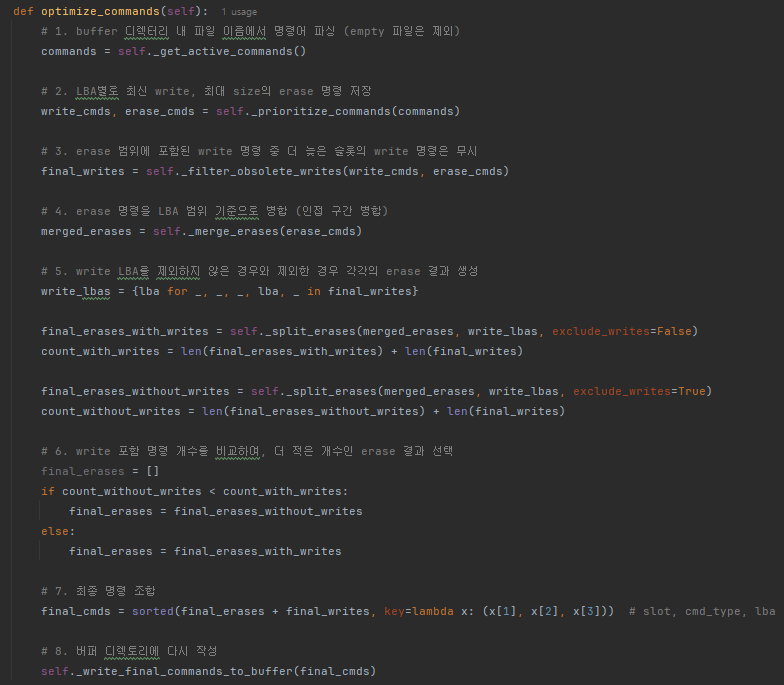 def optimize_commands(self):  1 usage
# 1. buffer 디렉터리 내 파일 이름에서 명령어 파싱 (empty 파일은 제외)
commands = self._get_active_commands()
# 2. LBA별로 최신 write, 최대 size의 erase 명령 저장
write_cmds, erase_cmds = self._prioritize_commands(commands)
# 3. erase 범위에 포함된 write 명령 중 더 늦은 슬롯의 write 명령은 무시
final_writes = self._filter_obsolete_writes(write_cmds, erase_cmds)
# 4. erase 명령을 LBA 범위 기준으로 병합 (인접 구간 병합)
merged_erases = self._merge_erases(erase_cmds)
# 5. write LBA를 제외하지 않은 경우와 제외한 경우 각각의 erase 결과 생성
write_lbas = {lba for _, _, _, lba, _ in final_writes}
final_erases_with_writes = self._split_erases(merged_erases, write_lbas, exclude_writes=False)
count_with_writes = len(final_erases_with_writes) + len(final_writes)
final_erases_without_writes = self._split_erases(merged_erases, write_lbas, exclude_writes=True)
count_without_writes = len(final_erases_without_writes) + len(final_writes)
# 6. write 포함 명령 개수를 비교하여, 더 적은 개수인 erase 결과 선택
final_erases = []
if count_without_writes < count_with_writes:
final_erases = final_erases_without_writes
else:
final_erases = final_erases_with_writes
# 7. 최종 명령 조합
final_cmds = sorted(final_erases + final_writes, key=lambda x: (x[1], x[2], x[3]))  # slot, cmd_type, lba
# 8. 버퍼 디렉토리에 다시 작성
self._write_final_commands_to_buffer(final_cmds)